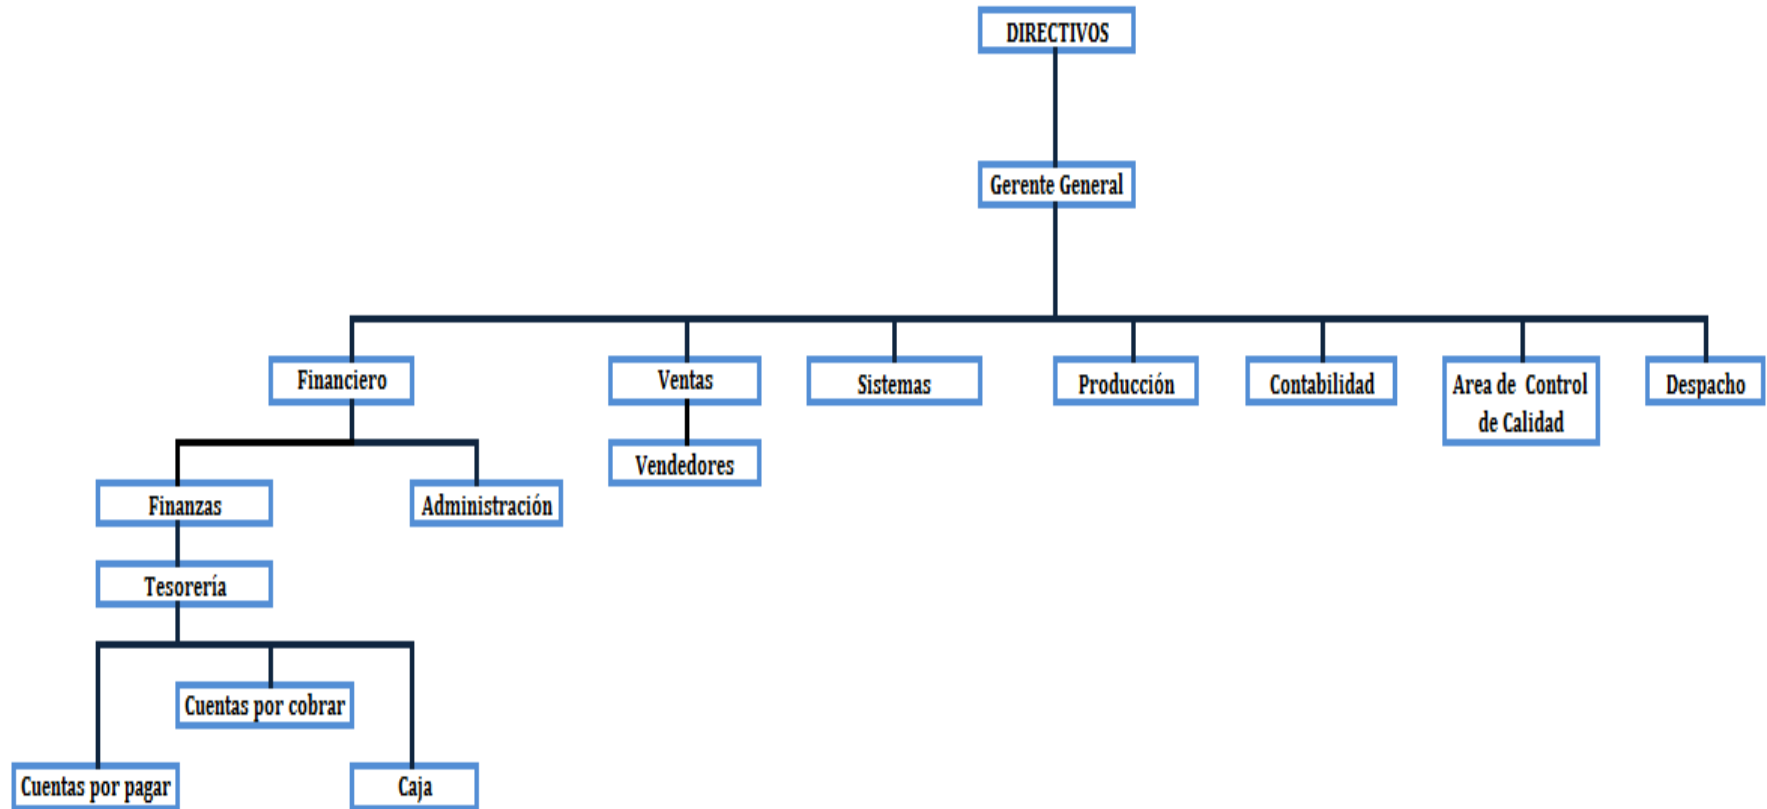 DIRECTIVOS
Gerente General
Financiero
Ventas
Sistemas
Producción
Contabilidad
Area de Control
de Calidad
Despacho
Vendedores
Finanzas
Administración
Tesorería
Cuentas por cobrar
Cuentas por pagar
Caja